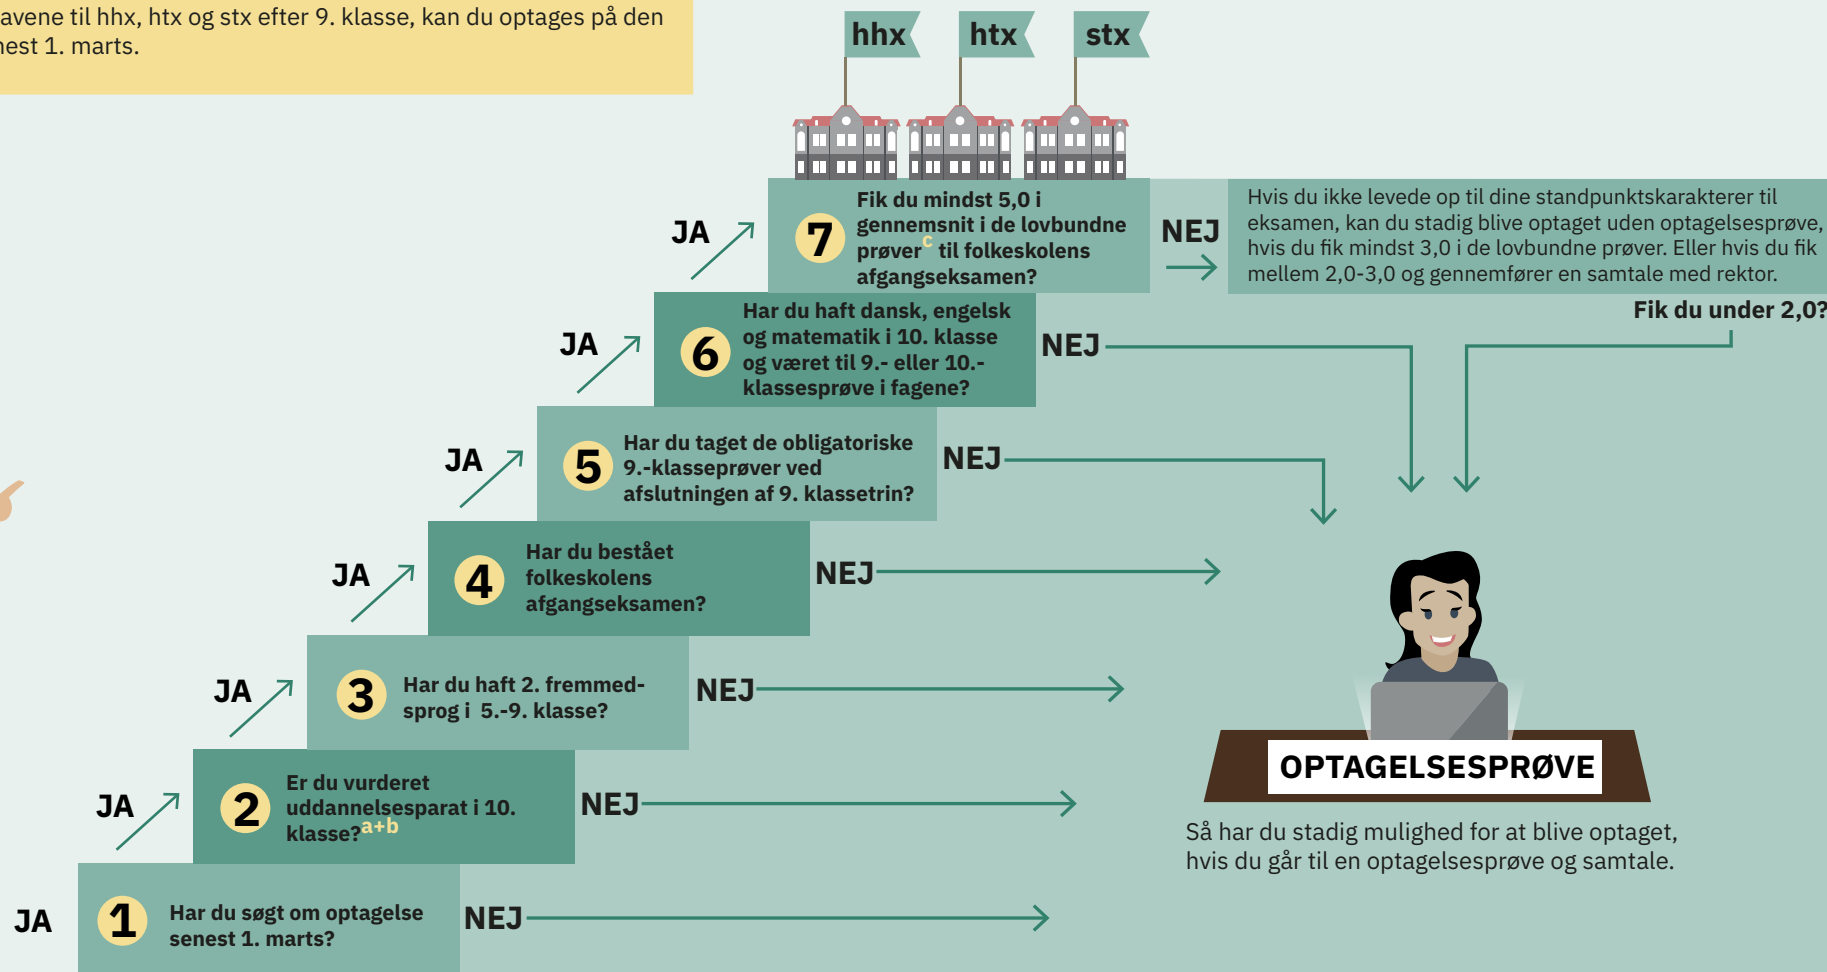 avene til hhx, htx og stx efter 9. klasse, kan du optages på den
nest 1. marts.
hhx
htx
stx
JA
7
Fik du mindst 5,0 i
gennemsnit i de lovbundne
prøverc til folkeskolens
afgangseksamen?
NEJ
Hvis du ikke levede op til dine standpunktskarakterer til
eksamen, kan du stadig blive optaget uden optagelsesprøve,
hvis du fik mindst 3,0 i de lovbundne prøver. Eller hvis du fik
mellem 2,0-3,0 og gennemfører en samtale med rektor.
Fik du under 2,0?
JA
6
Har du haft dansk, engelsk
og matematik i 10. klasse
og været til 9.- eller 10.-
klassesprøve i fagene?
NEJ
JA
5
Har du taget de obligatoriske
9.-klasseprøver ved
afslutningen af 9. klassetrin?
NEJ
JA
4
Har du bestået
folkeskolens
afgangseksamen?
NEJ
JA
3
Har du haft 2. fremmed-
sprog i 5.-9. klasse?
NEJ
JA
2
Er du vurderet
uddannelsesparat i 10.
klasse?a+b
NEJ
JA
1
Har du søgt om optagelse
senest 1. marts?
NEJ
OPTAGELSESPRØVE
Så har du stadig mulighed for at blive optaget,
hvis du går til en optagelsesprøve og samtale.